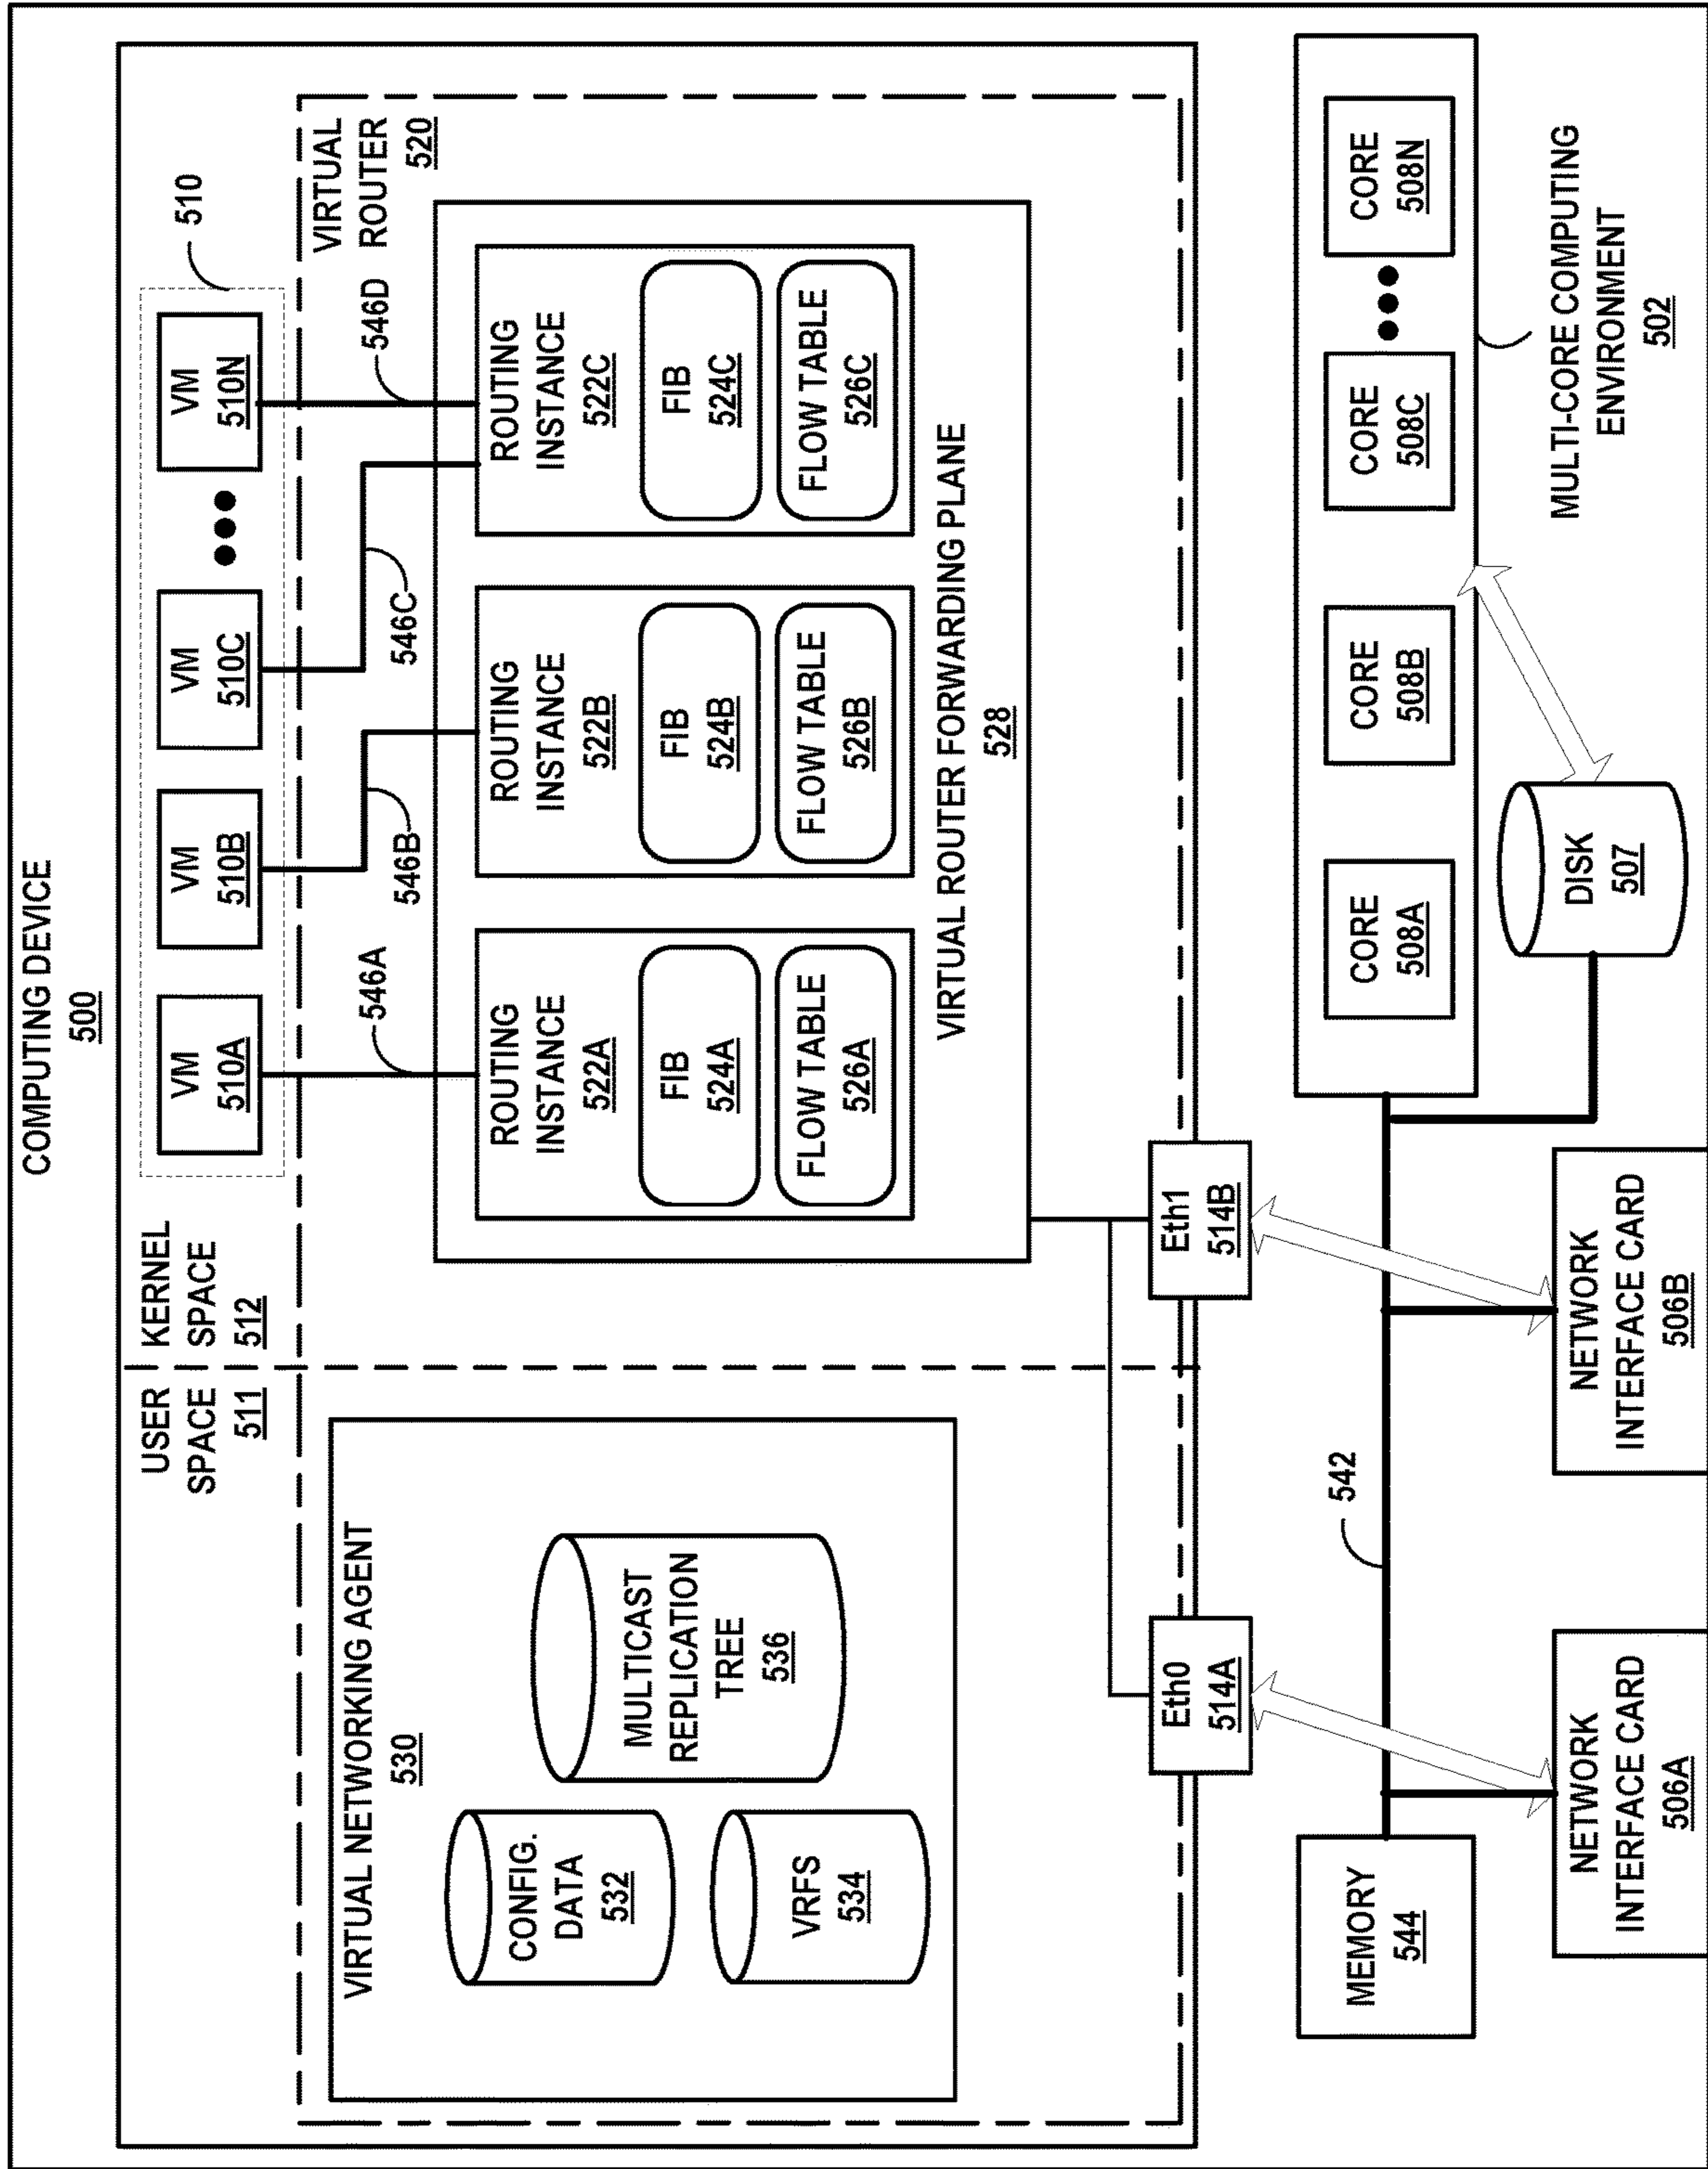 COMPUTING DEVICE
500
USER
SPACE
511
KERNEL
SPACE
512
VM
510A
VM
510B
VM
510C
VM
510N
510
546A
546B
546C
546D
VIRTUAL
ROUTER
520
VIRTUAL NETWORKING AGENT
530
CONFIG.
DATA
532
VRFS
534
MULTICAST
REPLICATION
TREE
536
ROUTING
INSTANCE
522A
FIB
524A
FLOW TABLE
526A
ROUTING
INSTANCE
522B
FIB
524B
FLOW TABLE
526B
ROUTING
INSTANCE
522C
FIB
524C
FLOW TABLE
526C
VIRTUAL ROUTER FORWARDING PLANE
528
Eth0
514A
Eth1
514B
MEMORY
544
542
CORE
508A
CORE
508B
CORE
508C
CORE
508N
MULTI-CORE COMPUTING
ENVIRONMENT
502
NETWORK
INTERFACE CARD
506A
NETWORK
INTERFACE CARD
506B
DISK
507